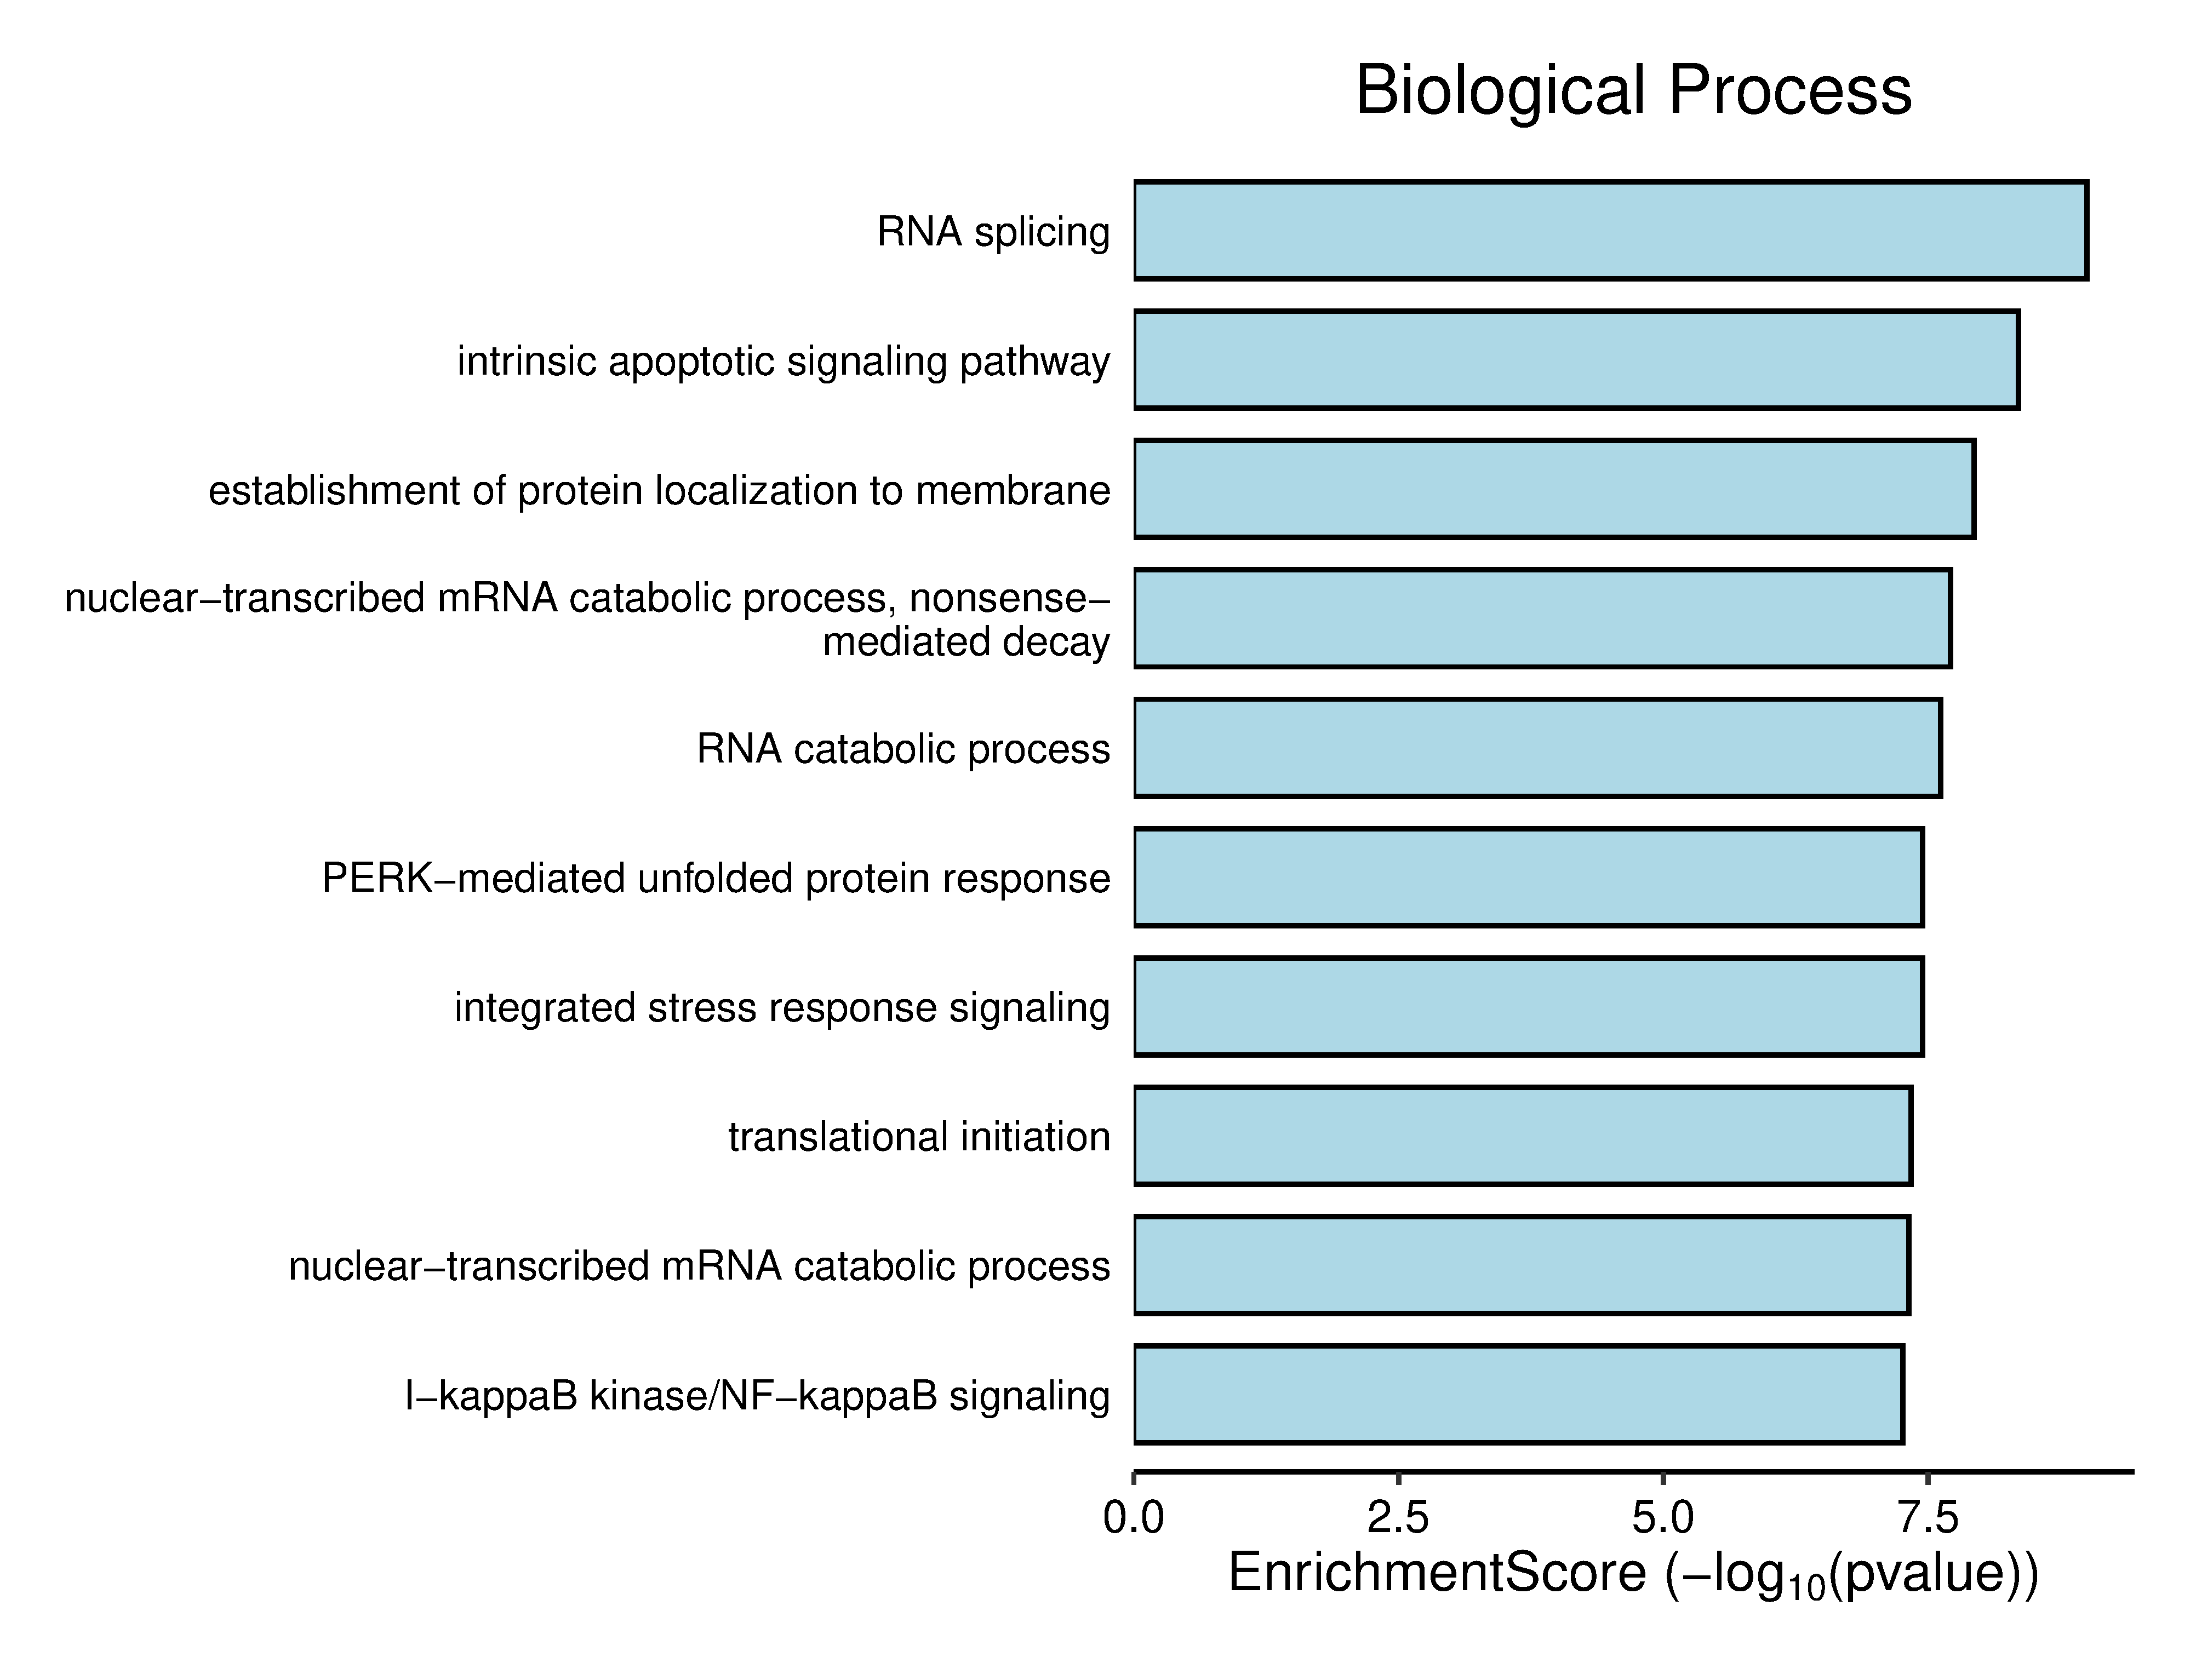 Biological Process
RNA splicing
intrinsic apoptotic signaling pathway
establishment of protein localization to membrane
nuclear−transcribed mRNA catabolic process, nonsense−
mediated decay
RNA catabolic process
PERK−mediated unfolded protein response
integrated stress response signaling
translational initiation
nuclear−transcribed mRNA catabolic process
I−kappaB kinase/NF−kappaB signaling
0.0 2.5 5.0 7.5
EnrichmentScore (−log₁₀(pvalue))